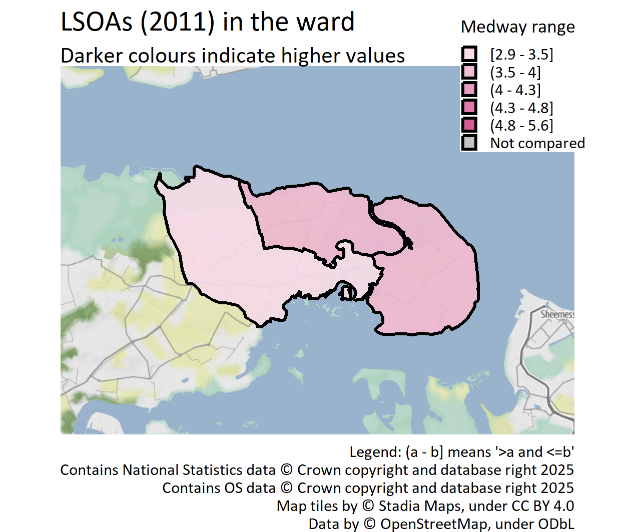 LSOAs (2011) in the ward
Darker colours indicate higher values
Medway range
[2.9 - 3.5]
(3.5 - 4]
(4 - 4.3]
(4.3 - 4.8]
(4.8 - 5.6]
Not compared
Sheerness
Legend: (a - b] means '>a and <=b'
Contains National Statistics data © Crown copyright and database right 2025
Contains OS data © Crown copyright and database right 2025
Map tiles by © Stadia Maps, under CC BY 4.0
Data by © OpenStreetMap, under ODbL